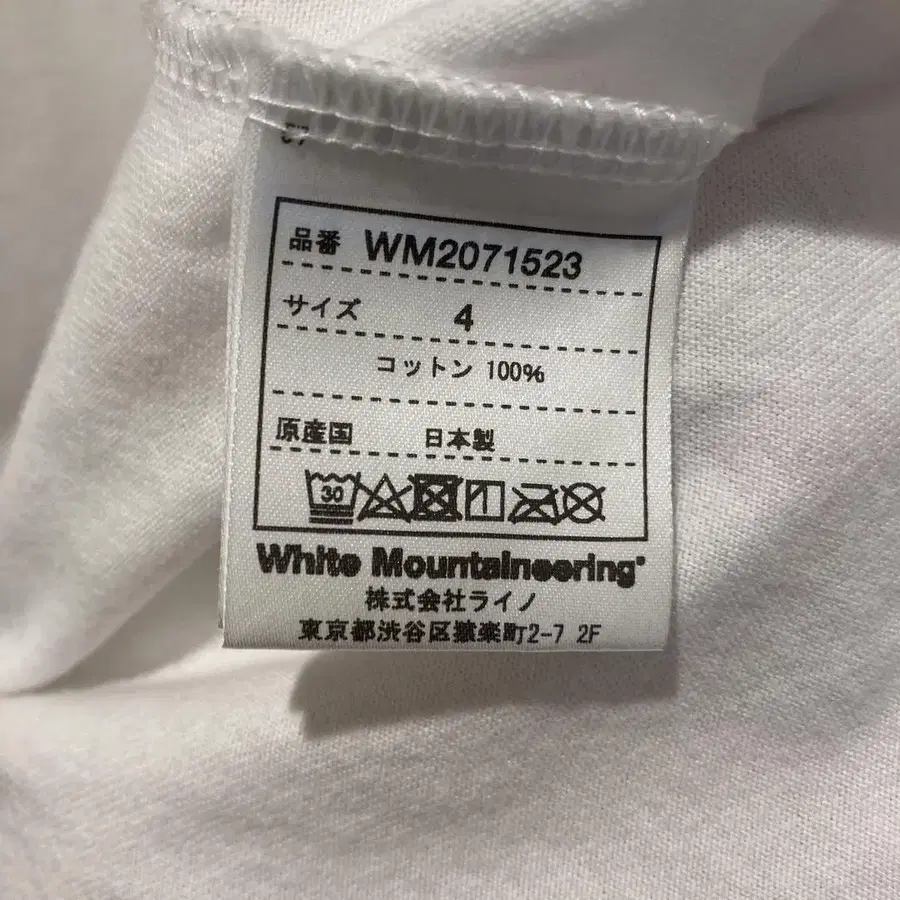 品番 WM2071523
サイズ 4
コットン 100%
原産国 日本製
30
White Mountaineering
株式会社ライノ
東京都渋谷区猿楽町2-7 2F